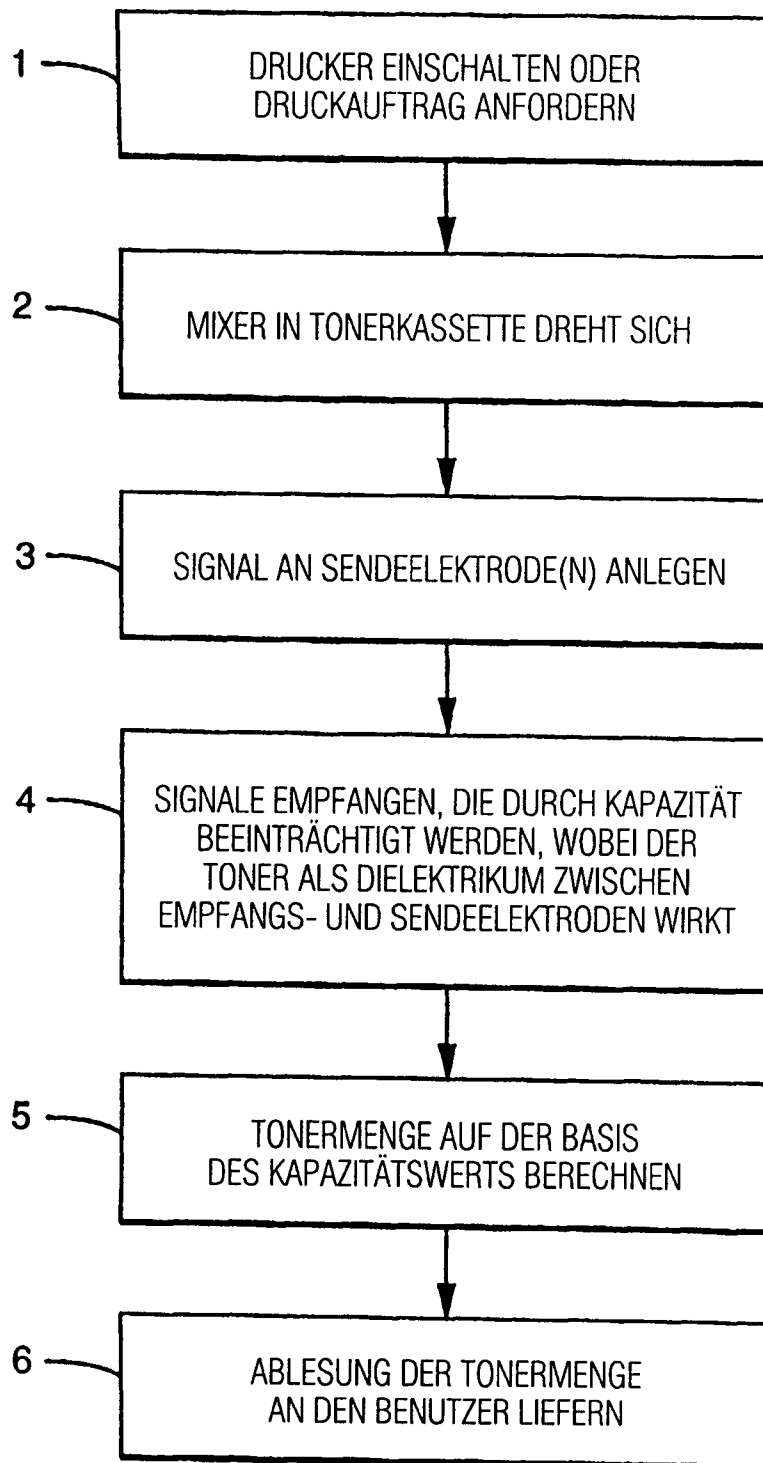 1
DRUCKER EINSCHALTEN ODER
DRUCKAUFTRAG ANFORDERN
2
MIXER IN TONERKASSETTE DREHT SICH
3
SIGNAL AN SENDEELEKTRODE(N) ANLEGEN
4
SIGNALE EMPFANGEN, DIE DURCH KAPAZITÄT
BEEINTRÄCHTIGT WERDEN, WOBEI DER
TONER ALS DIELEKTRIKUM ZWISCHEN
EMPFANGS- UND SENDEELEKTRODEN WIRKT
5
TONERMENGE AUF DER BASIS
DES KAPAZITÄTSWERTS BERECHNEN
6
ABLESUNG DER TONERMENGE
AN DEN BENUTZER LIEFERN